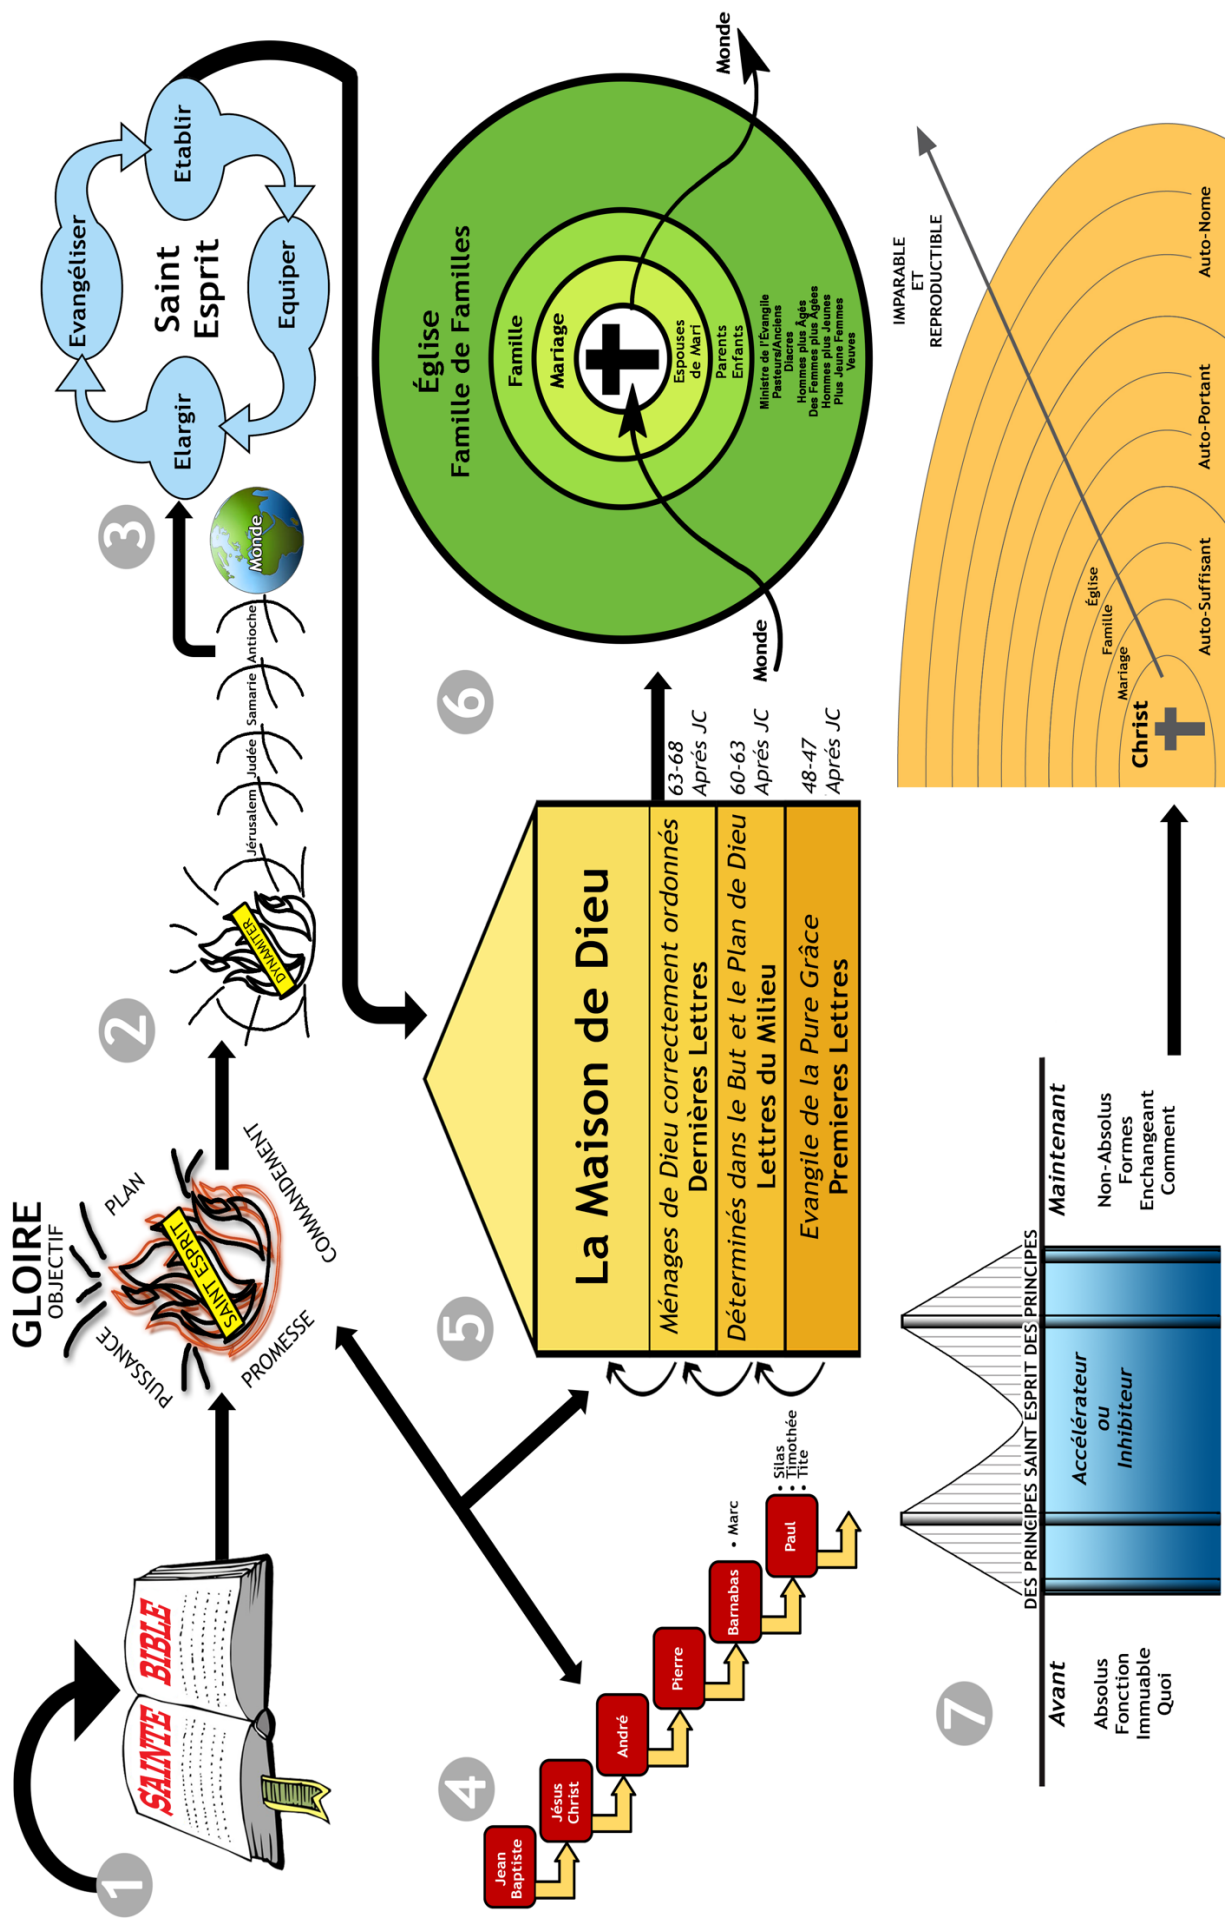 1
SAINTE BIBLE
GLOIRE
OBJECTIF
PUISSANCE
PLAN
SAINT ESPRIT
PROMESSE
COMMANDEMENT
2
DYNAMITER
Jérusalem
Judée
Samarie
Antioche
Monde
3
Evangéliser
Etablir
Equiper
Elargir
Saint
Esprit
4
Jean
Baptiste
Jésus
Christ
André
Pierre
Barnabas
• Marc
Paul
• Silas
• Timothée
• Tite
5
La Maison de Dieu
Ménages de Dieu correctement ordonnés
Dernières Lettres
63-68
Aprés JC
Déterminés dans le But et le Plan de Dieu
Lettres du Milieu
60-63
Aprés JC
Evangile de la Pure Grâce
Premieres Lettres
48-47
Aprés JC
6
Église
Famille de Familles
Famille
Mariage
Espouses
de Mari
Parents
Enfants
Ministre de l'Évangile
Pasteurs/Anciens
Diacres
Hommes plus Âgés
Des Femmes plus Âgées
Hommes plus Jeunes
Plus Jeune Femmes
Veuves
Monde
Monde
7
DES PRINCIPES SAINT ESPRIT DES PRINCIPES
Avant
Absolus
Fonction
Immuable
Quoi
Accélérateur
ou
Inhibiteur
Maintenant
Non-Absolus
Formes
Enchangeant
Comment
IMPARABLE
ET
REPRODUCTIBLE
Christ
Mariage
Famille
Église
Auto-Suffisant
Auto-Portant
Auto-Nome